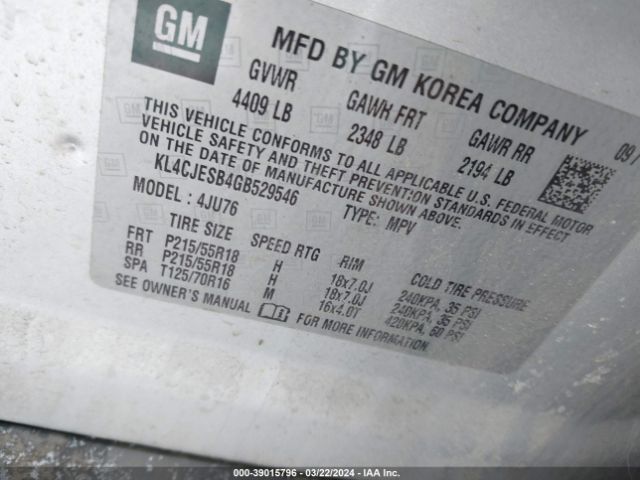 GM
MFD BY GM KOREA COMPANY 09
GVWR GAWR FRT GAWR RR
4409 LB 2348 LB 2194 LB
THIS VEHICLE CONFORMS TO ALL APPLICABLE U.S. FEDERAL MOTOR
VEHICLE SAFETY AND THEFT PREVENTION STANDARDS IN EFFECT
ON THE DATE OF MANUFACTURE SHOWN ABOVE.
KL4CJESB4GB529546 TYPE: MPV
MODEL: 4JU76
TIRE SIZE SPEED RTG RIM COLD TIRE PRESSURE
FRT P215/55R18 H 18x7.0J 240KPA, 35 PSI
RR P215/55R18 H 18x7.0J 240KPA, 35 PSI
SPA T125/70R16 M 16x4.0T 420KPA, 60 PSI
SEE OWNER'S MANUAL FOR MORE INFORMATION
000-39015796 - 03/22/2024 - IAA Inc.